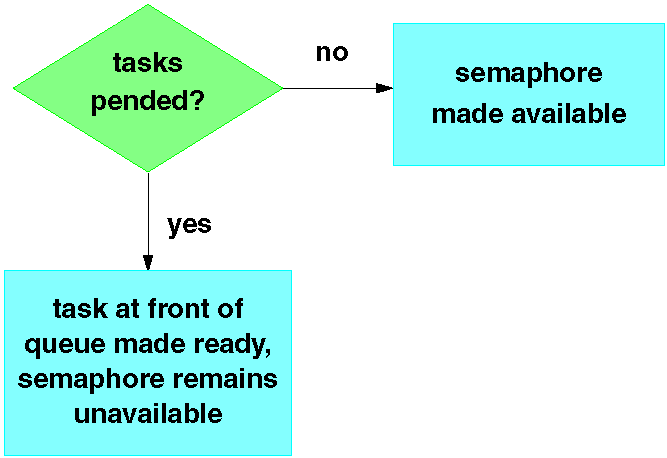 tasks
pended?
no
semaphore
made available
yes
task at front of
queue made ready,
semaphore remains
unavailable